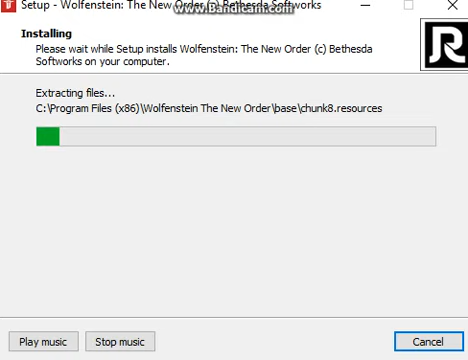 Setup - Wolfenstein: The New Order (c) Bethesda Softworks
www.Bandicam.com
Installing
Please wait while Setup installs Wolfenstein: The New Order (c) Bethesda
Softworks on your computer.
R
Extracting files...
C:\Program Files (x86)\Wolfenstein The New Order\base\chunk8.resources
Play music
Stop music
Cancel